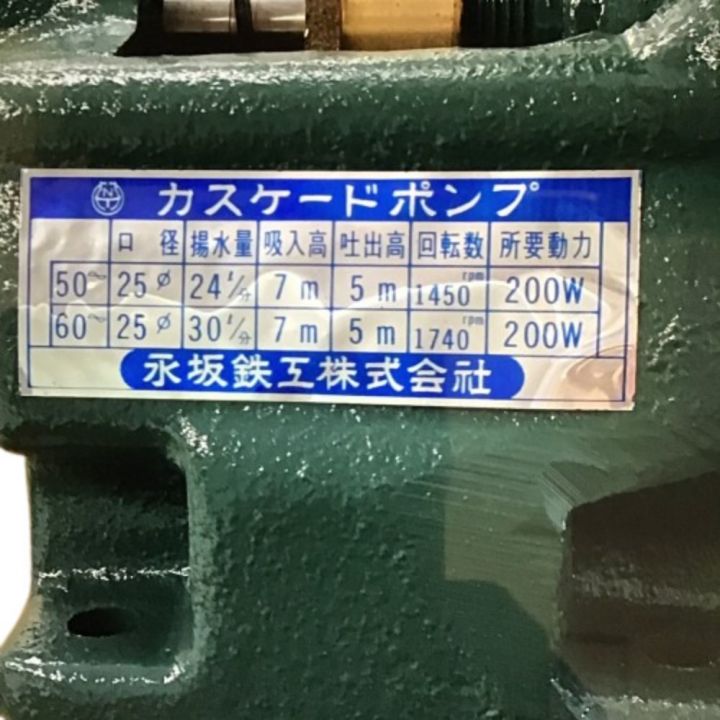 カスケードポンプ
口径 揚水量 吸入高 吐出高 回転数 所要動力
50～ 25φ 24ℓ/分 7m 5m 1450rpm 200W
60～ 25φ 30ℓ/分 7m 5m 1740rpm 200W
永坂鉄工株式会社